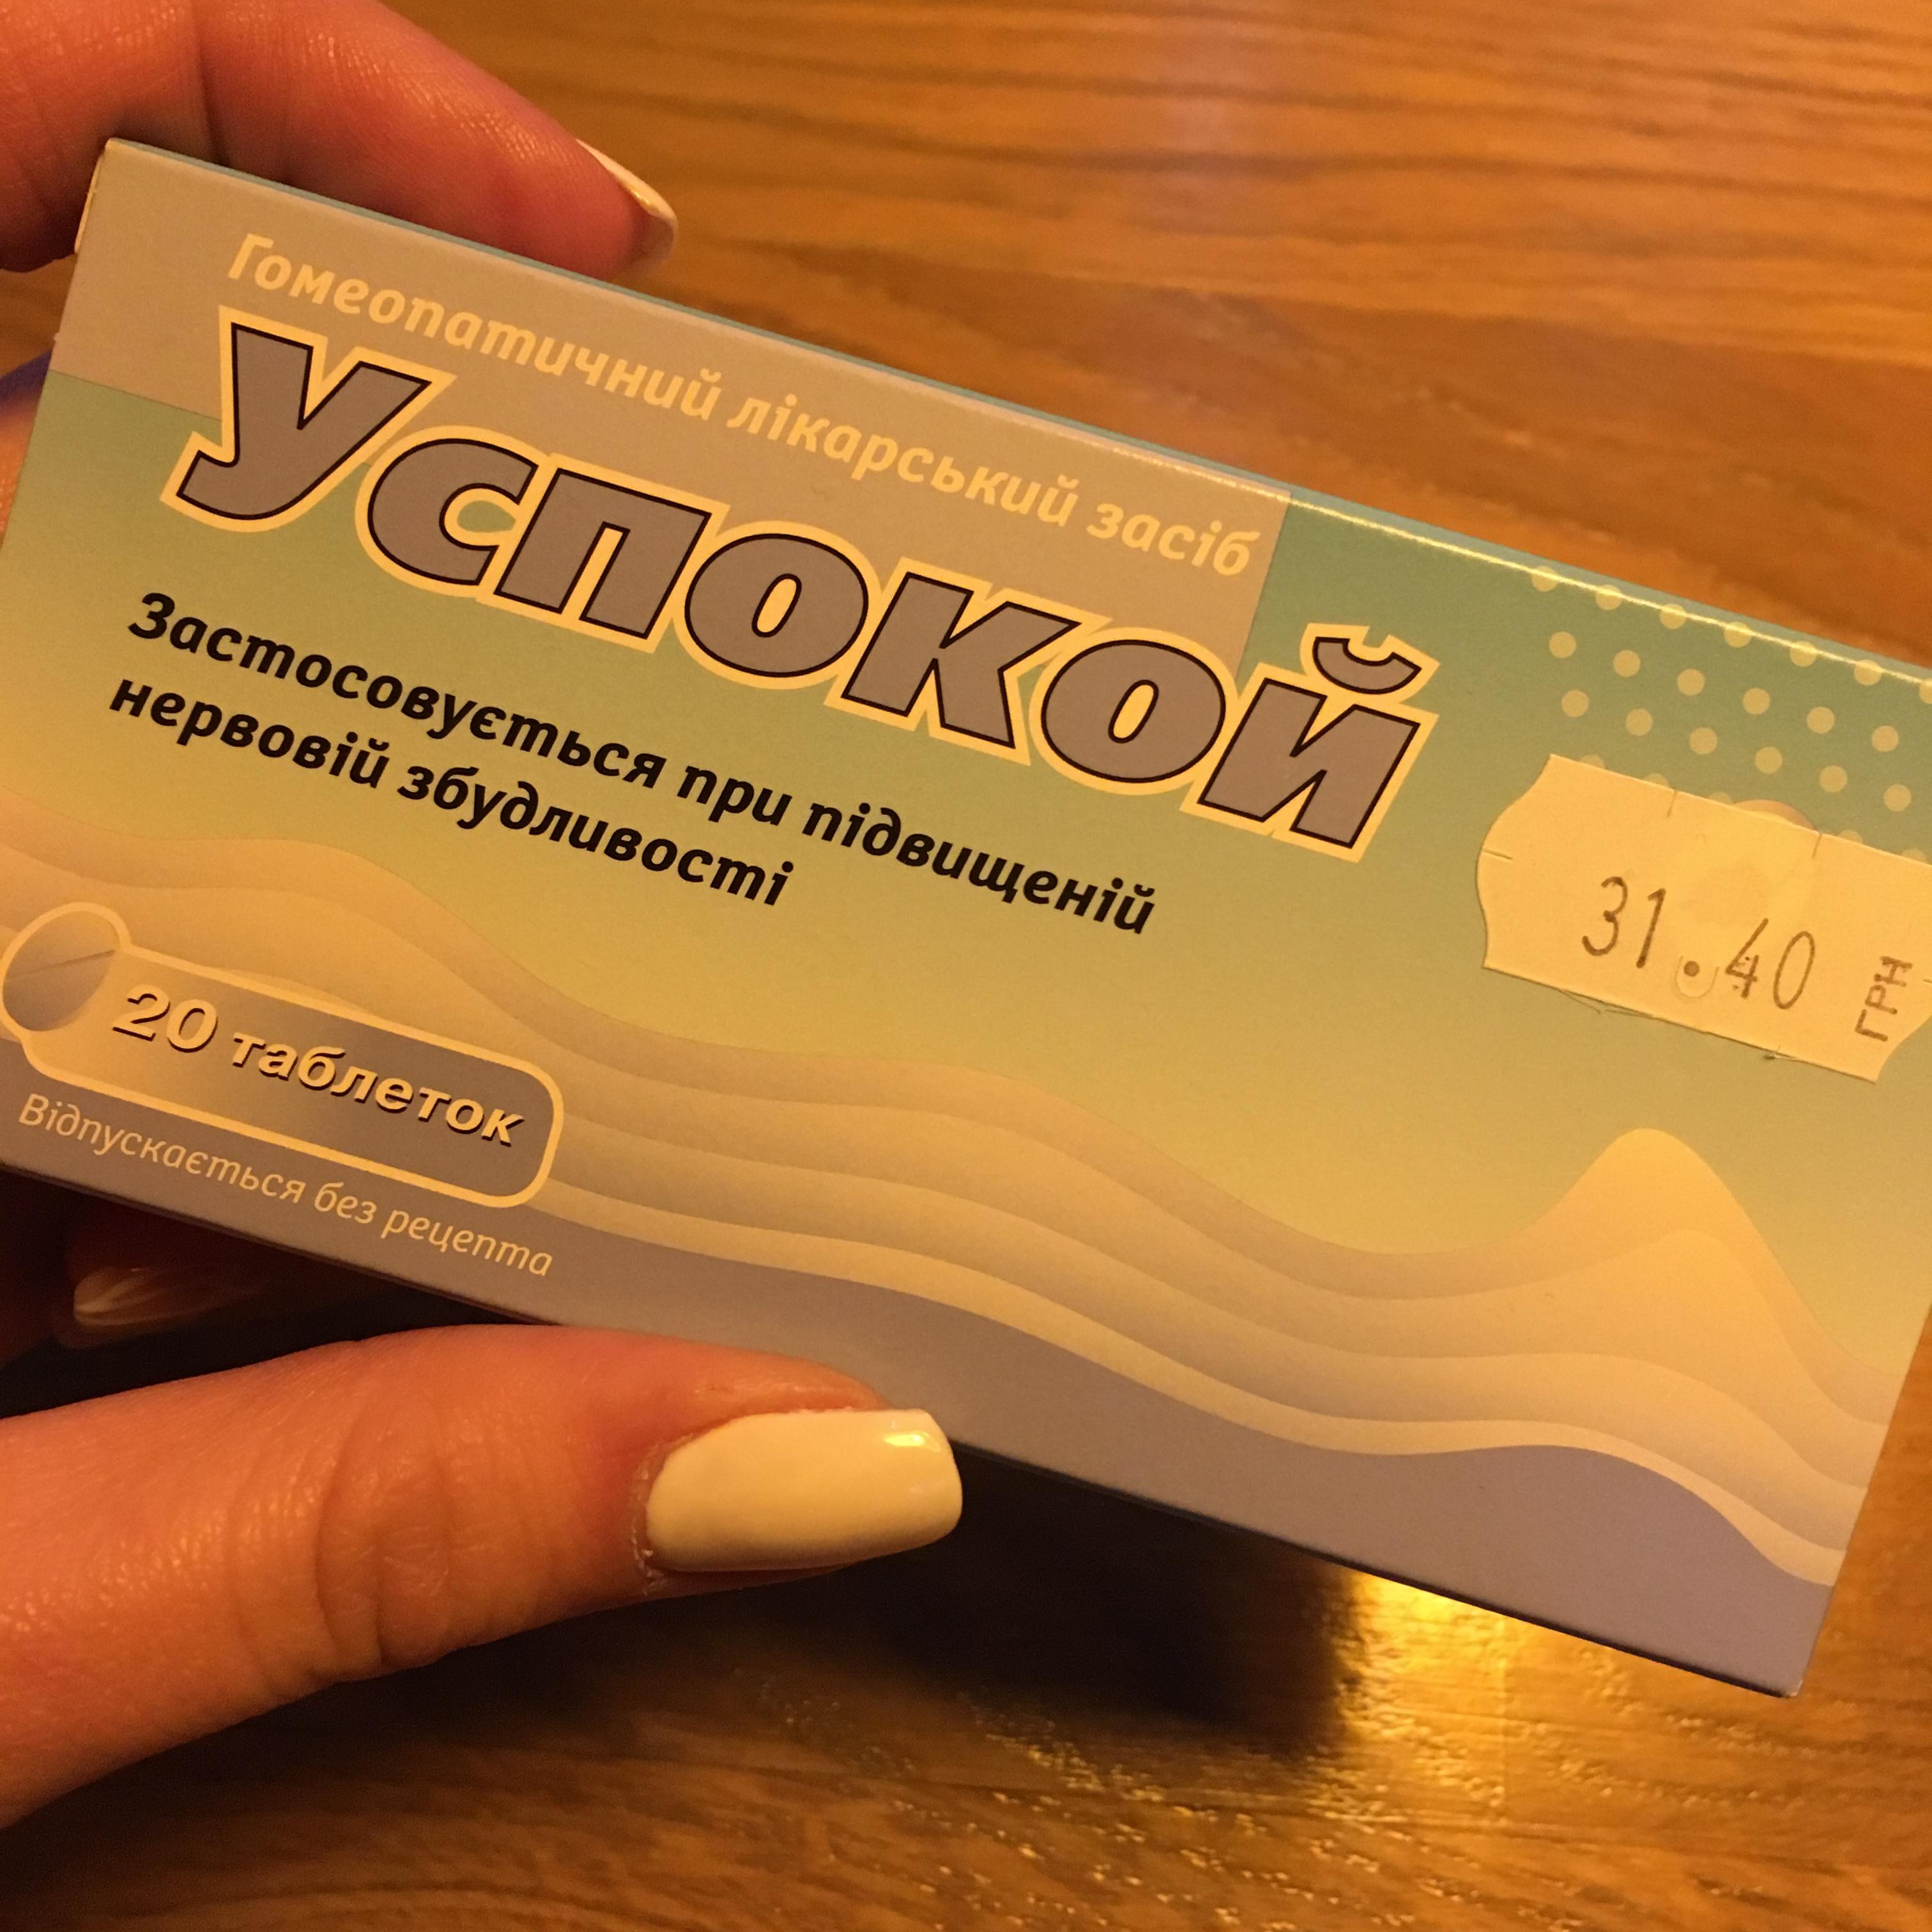 Гомеопатичний лікарський засіб
Успокой
Застосовується при підвищеній
нервовій збудливості
31.40 ГРН
20 таблеток
Відпускається без рецепта